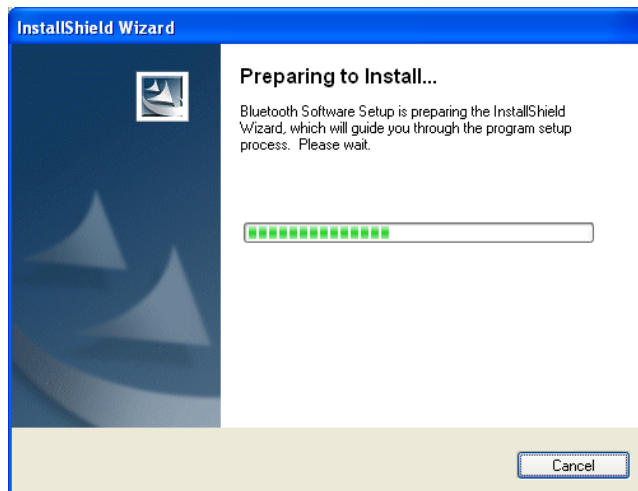 InstallShield Wizard
Preparing to Install...
Bluetooth Software Setup is preparing the InstallShield
Wizard, which will guide you through the program setup
process. Please wait.
Cancel